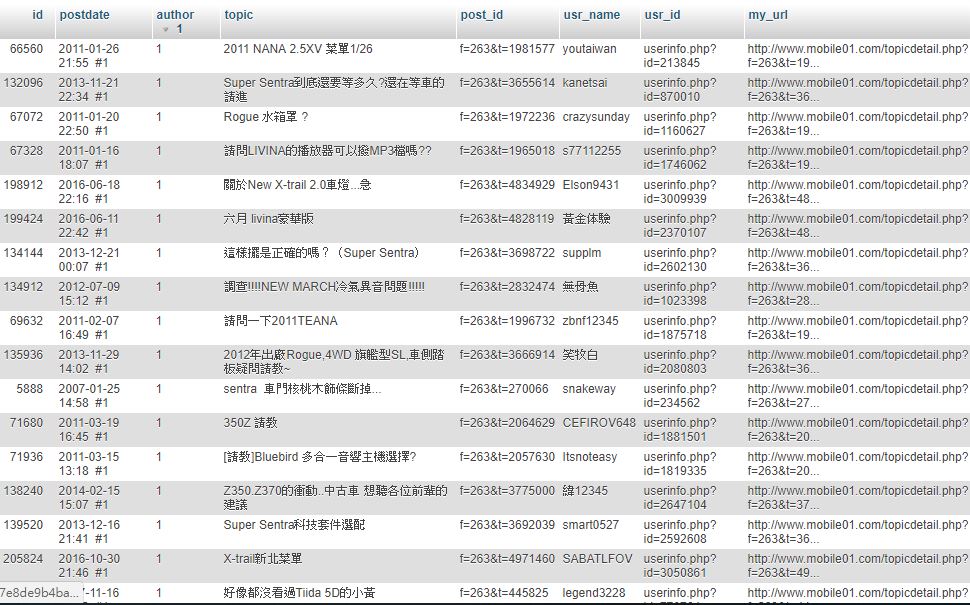 id postdate author topic post_id usr_name usr_id my_url
1
66560 2011-01-26 1 2011 NANA 2.5XV 菜單1/26 f=263&t=1981577 youtaiwan userinfo.php? http://www.mobile01.com/topicdetail.php?
21:55 #1 id=213845 f=263&t=19...
132096 2013-11-21 1 Super Sentra到底還要等多久?還在等車的 f=263&t=3655614 kanetsai userinfo.php? http://www.mobile01.com/topicdetail.php?
22:34 #1 請進 id=870010 f=263&t=36...
67072 2011-01-20 1 Rogue 水箱罩 ? f=263&t=1972236 crazysunday userinfo.php? http://www.mobile01.com/topicdetail.php?
22:50 #1 id=1160627 f=263&t=19...
67328 2011-01-16 1 請問LIVINA的播放器可以撥MP3檔嗎?? f=263&t=1965018 s77112255 userinfo.php? http://www.mobile01.com/topicdetail.php?
18:07 #1 id=1746062 f=263&t=19...
198912 2016-06-18 1 關於New X-trail 2.0車燈...急 f=263&t=4834929 Elson9431 userinfo.php? http://www.mobile01.com/topicdetail.php?
22:16 #1 id=3009939 f=263&t=48...
199424 2016-06-11 1 六月 livina豪華版 f=263&t=4828119 黃金体驗 userinfo.php? http://www.mobile01.com/topicdetail.php?
22:42 #1 id=2370107 f=263&t=48...
134144 2013-12-21 1 這樣擺是正確的嗎？（Super Sentra） f=263&t=3698722 supplm userinfo.php? http://www.mobile01.com/topicdetail.php?
00:07 #1 id=2602130 f=263&t=36...
134912 2012-07-09 1 調查!!!!NEW MARCH冷氣異音問題!!!!! f=263&t=2832474 無毋魚 userinfo.php? http://www.mobile01.com/topicdetail.php?
15:12 #1 id=1023398 f=263&t=28...
69632 2011-02-07 1 請問一下2011TEANA f=263&t=1996732 zbnf12345 userinfo.php? http://www.mobile01.com/topicdetail.php?
16:49 #1 id=1875718 f=263&t=19...
135936 2013-11-29 1 2012年出廠Rogue,4WD 旗艦型SL,車側踏 f=263&t=3666914 笑牧白 userinfo.php? http://www.mobile01.com/topicdetail.php?
14:02 #1 板疑問請教~ id=2080803 f=263&t=36...
5888 2007-01-25 1 sentra 車門核桃木飾條斷掉... f=263&t=270066 snakeway userinfo.php? http://www.mobile01.com/topicdetail.php?
14:58 #1 id=234562 f=263&t=27...
71680 2011-03-19 1 350Z 請教 f=263&t=2064629 CEFIROV648 userinfo.php? http://www.mobile01.com/topicdetail.php?
16:45 #1 id=1881501 f=263&t=20...
71936 2011-03-15 1 [請教]Bluebird 多合一音響主機選擇? f=263&t=2057630 Itsnoteasy userinfo.php? http://www.mobile01.com/topicdetail.php?
13:18 #1 id=1819335 f=263&t=20...
138240 2014-02-15 1 Z350.Z370的衝動..中古車 想聽各位前輩的 f=263&t=3775000 緯12345 userinfo.php? http://www.mobile01.com/topicdetail.php?
15:07 #1 建議 id=2647104 f=263&t=37...
139520 2013-12-16 1 Super Sentra科技套件選配 f=263&t=3692039 smart0527 userinfo.php? http://www.mobile01.com/topicdetail.php?
21:41 #1 id=2592608 f=263&t=36...
205824 2016-10-30 1 X-trail新北菜單 f=263&t=4971460 SABATLFOV userinfo.php? http://www.mobile01.com/topicdetail.php?
21:46 #1 id=3050861 f=263&t=49...
7e8de9b4ba... 7-11-16 1 好像都沒看過Tiida 5D的小黃 f=263&t=445825 legend3228 userinfo.php? http://www.mobile01.com/topicdetail.php?